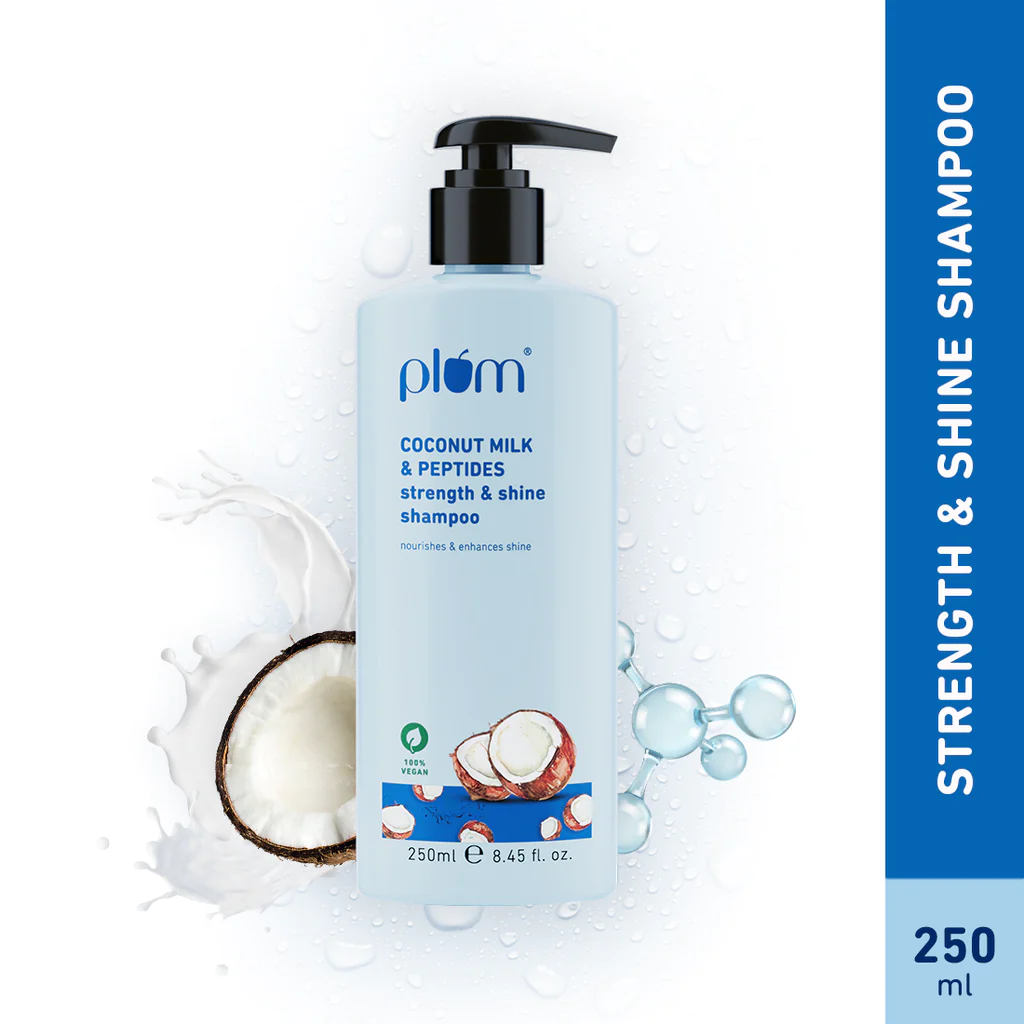 plum®
COCONUT MILK
& PEPTIDES
strength & shine
shampoo
nourishes & enhances shine
100%
VEGAN
250ml e 8.45 fl. oz.
STRENGTH & SHINE SHAMPOO
250
ml